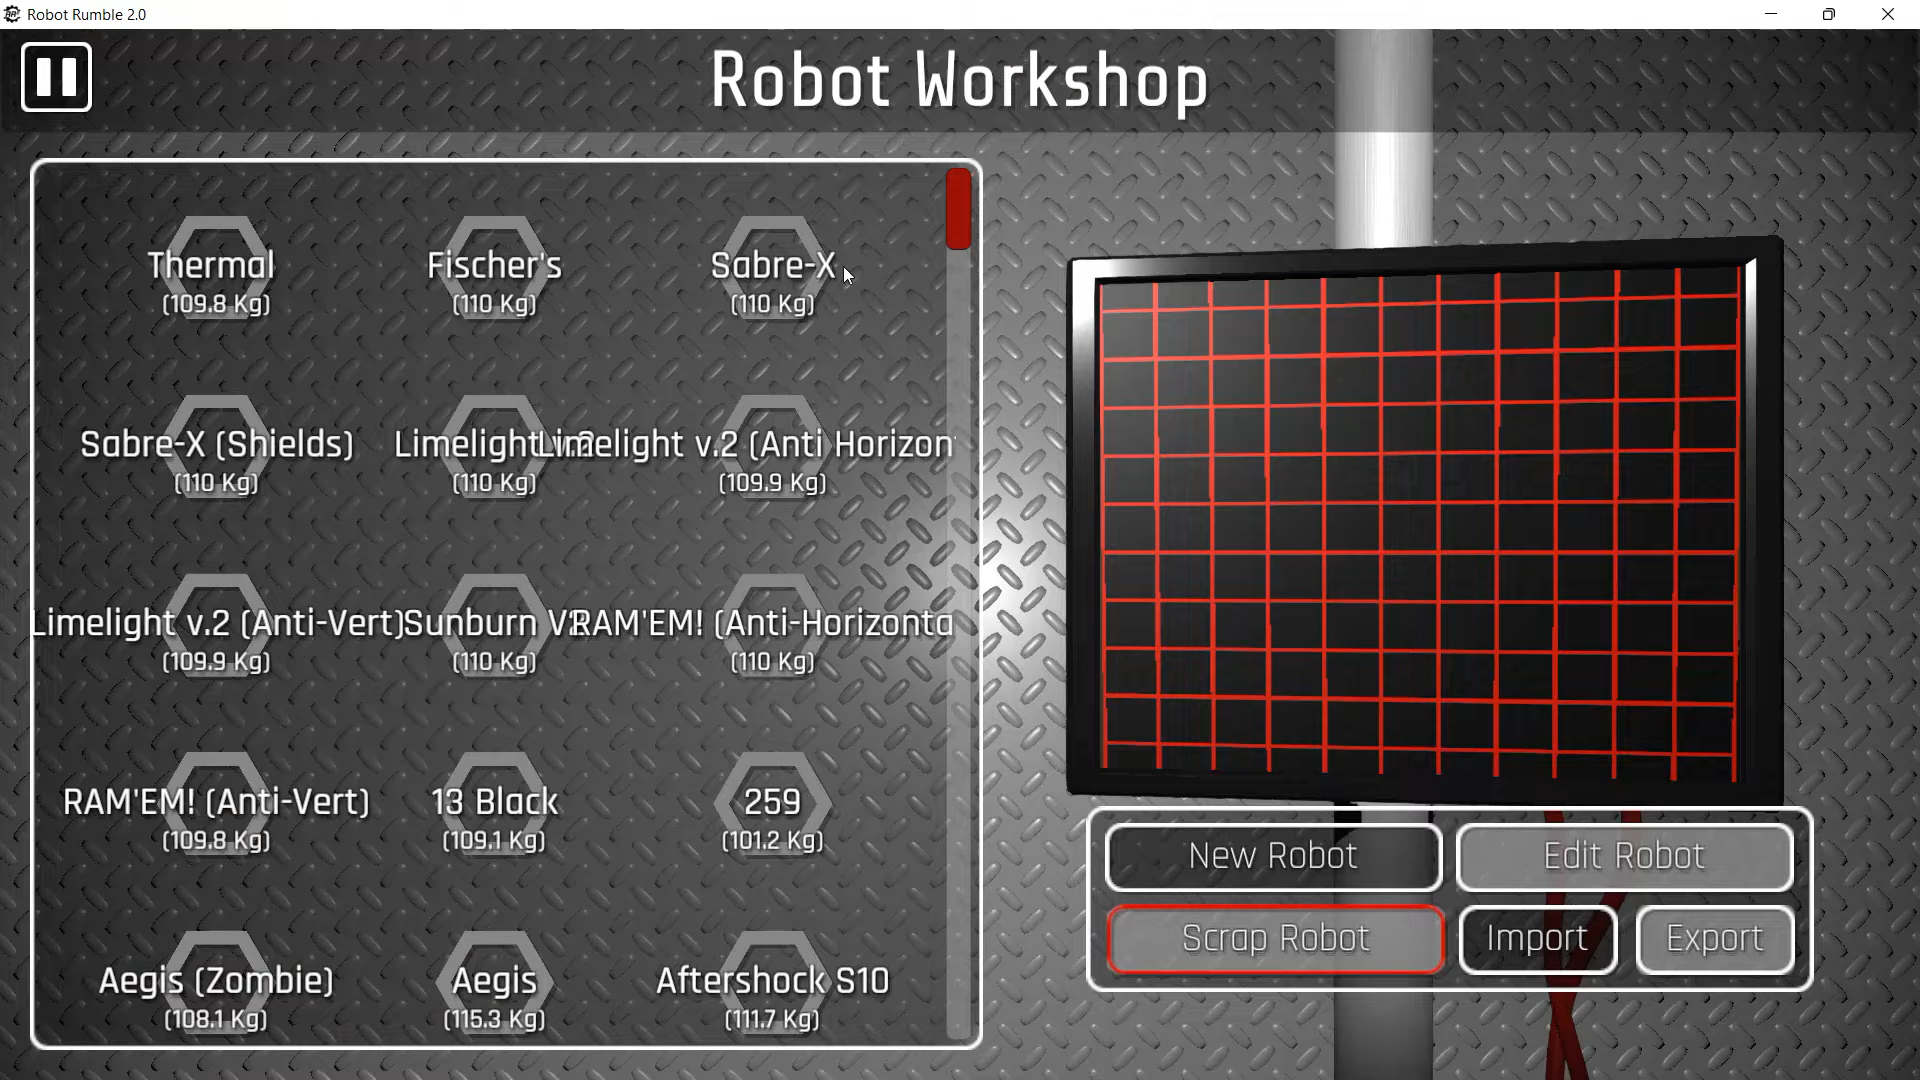 Robot Rumble 2.0
Robot Workshop
Thermal
(109.8 Kg)
Fischer's
(110 Kg)
Sabre-X
(110 Kg)
Sabre-X (Shields)
(110 Kg)
Limelight v.2
(110 Kg)
Limelight v.2 (Anti Horizon
(109.9 Kg)
Limelight v.2 (Anti-Vert)
(109.9 Kg)
Sunburn V2
(110 Kg)
RAM'EM! (Anti-Horizonta
(110 Kg)
RAM'EM! (Anti-Vert)
(109.8 Kg)
13 Black
(109.1 Kg)
259
(101.2 Kg)
Aegis (Zombie)
(108.1 Kg)
Aegis
(115.3 Kg)
Aftershock S10
(111.7 Kg)
New Robot
Edit Robot
Scrap Robot
Import
Export